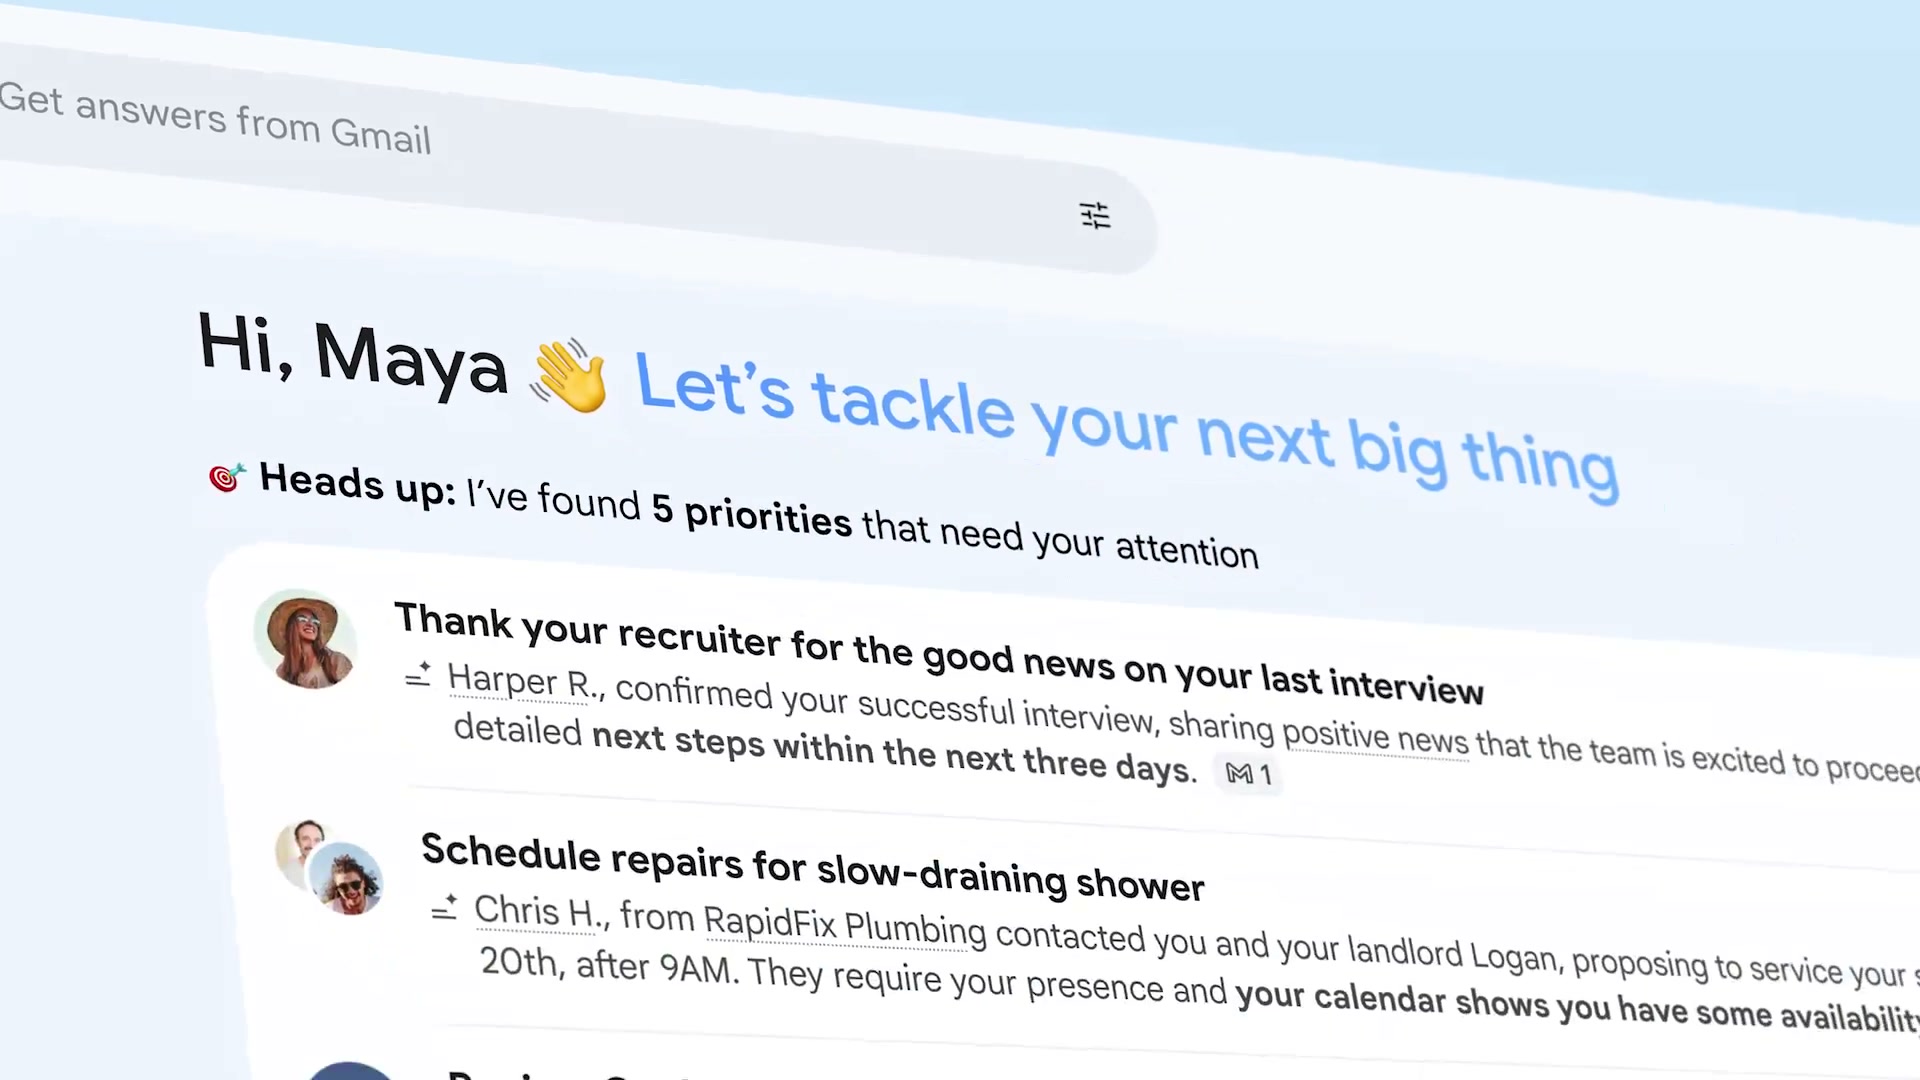 Get answers from Gmail
Hi, Maya 👋 Let's tackle your next big thing
🎯 Heads up: I've found 5 priorities that need your attention
Thank your recruiter for the good news on your last interview
Harper R., confirmed your successful interview, sharing positive news that the team is excited to proceed
detailed next steps within the next three days. M 1
Schedule repairs for slow-draining shower
Chris H., from RapidFix Plumbing contacted you and your landlord Logan, proposing to service your
20th, after 9AM. They require your presence and your calendar shows you have some availability